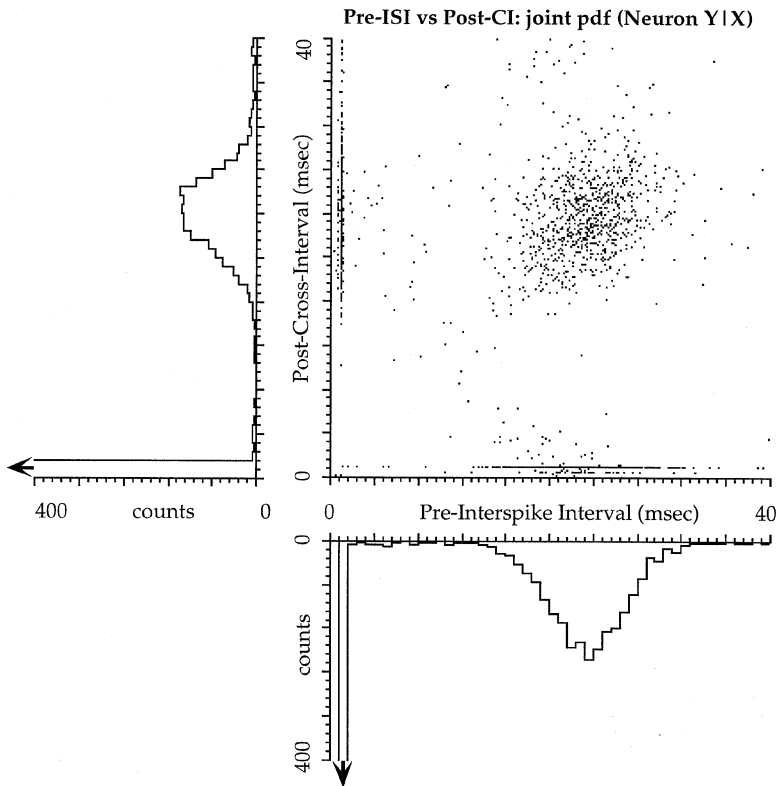 Pre-ISI vs Post-CI: joint pdf (Neuron Y|X)
40
Post-Cross-Interval (msec)
0
400 counts 0
0 Pre-Interspike Interval (msec) 40
0
counts
400